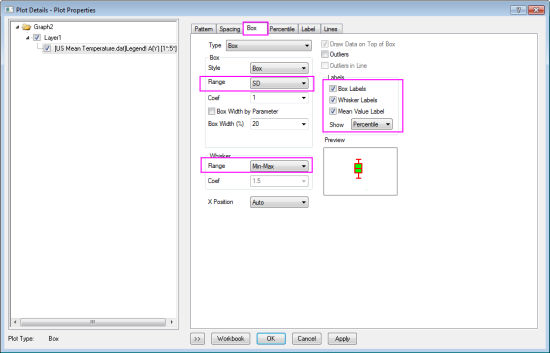 Plot Details - Plot Properties
Graph2
Layer1
[US Mean Temperature.dat]Legend! A(Y) [1*:5*]
Pattern Spacing Box Percentile Label Lines
Type Box
Box
Style Box
Range SD
Coef 1
Box Width by Parameter
Box Width (%) 20
Whisker
Range Min-Max
Coef 1.5
X Position Auto
Draw Data on Top of Box
Outliers
Outliers in Line
Labels
Box Labels
Whisker Labels
Mean Value Label
Show Percentile
Preview
Plot Type: Box
>> Workbook OK Cancel Apply